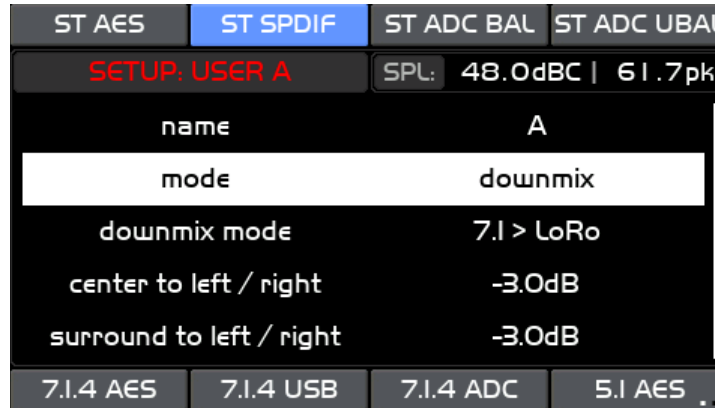 ST AES ST SPDIF ST ADC BAL ST ADC UBAL
SETUP: USER A SPL: 48.0dBC | 61.7pk
name A
mode downmix
downmix mode 7.1 > LoRo
center to left / right -3.0dB
surround to left / right -3.0dB
7.1.4 AES 7.1.4 USB 7.1.4 ADC 5.1 AES